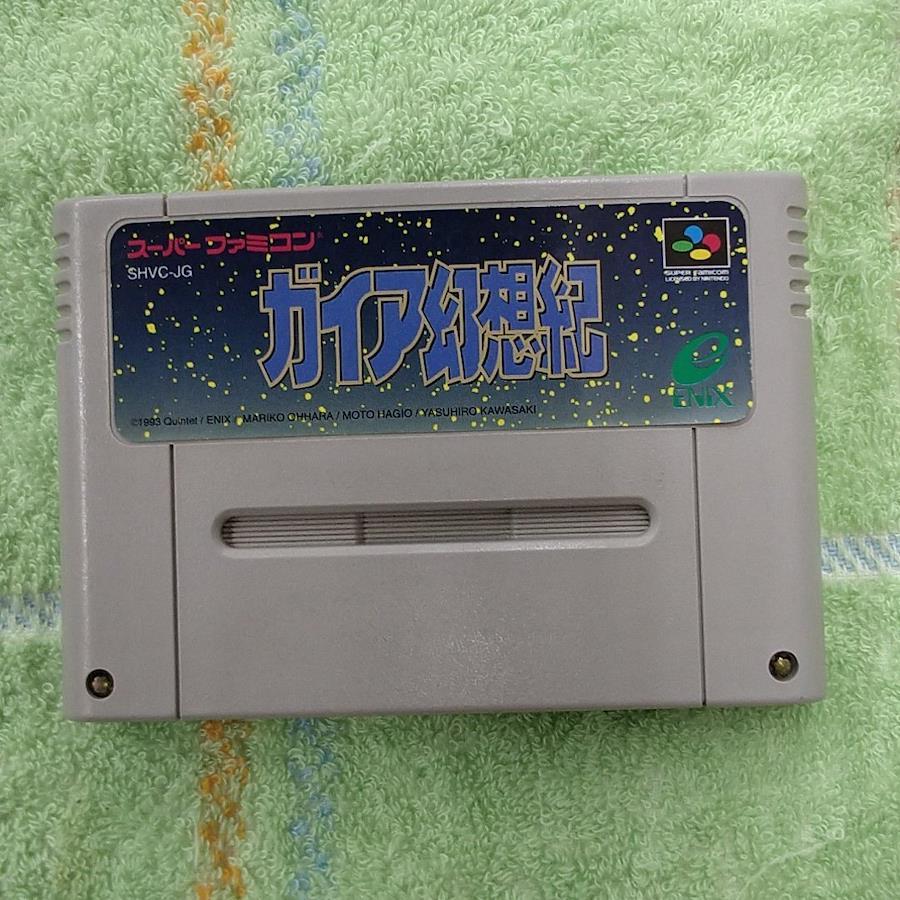 スーパーファミコン®
SHVC-JG
ガイア幻想紀
SUPER FAMICOM
LICENSED BY NINTENDO
ENIX
©1993 Quintet / ENIX / MARIKO OHHARA / MOTO HAGIO / YASUHIRO KAWASAKI